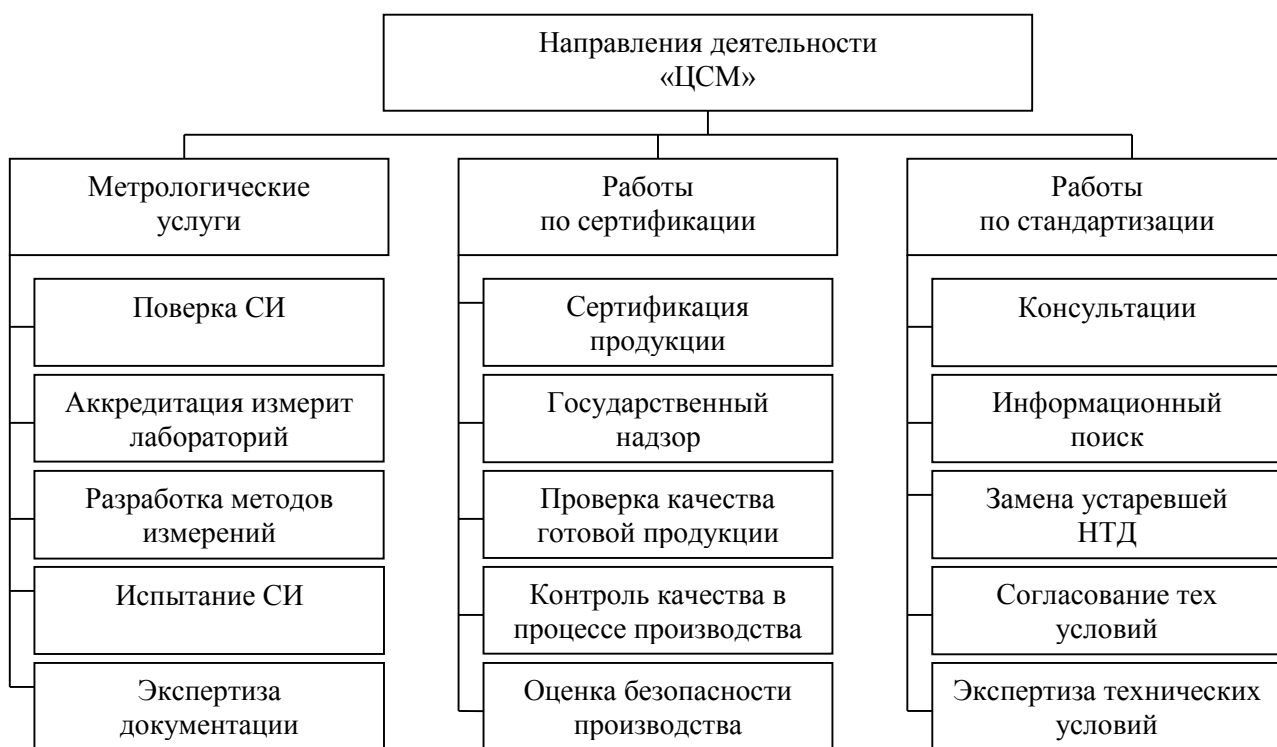 Направления деятельности
«ЦСМ»
Метрологические
услуги
Поверка СИ
Аккредитация измерит
лабораторий
Разработка методов
измерений
Испытание СИ
Экспертиза
документации
Работы
по сертификации
Сертификация
продукции
Государственный
надзор
Проверка качества
готовой продукции
Контроль качества в
процессе производства
Оценка безопасности
производства
Работы
по стандартизации
Консультации
Информационный
поиск
Замена устаревшей
НТД
Согласование тех
условий
Экспертиза технических
условий